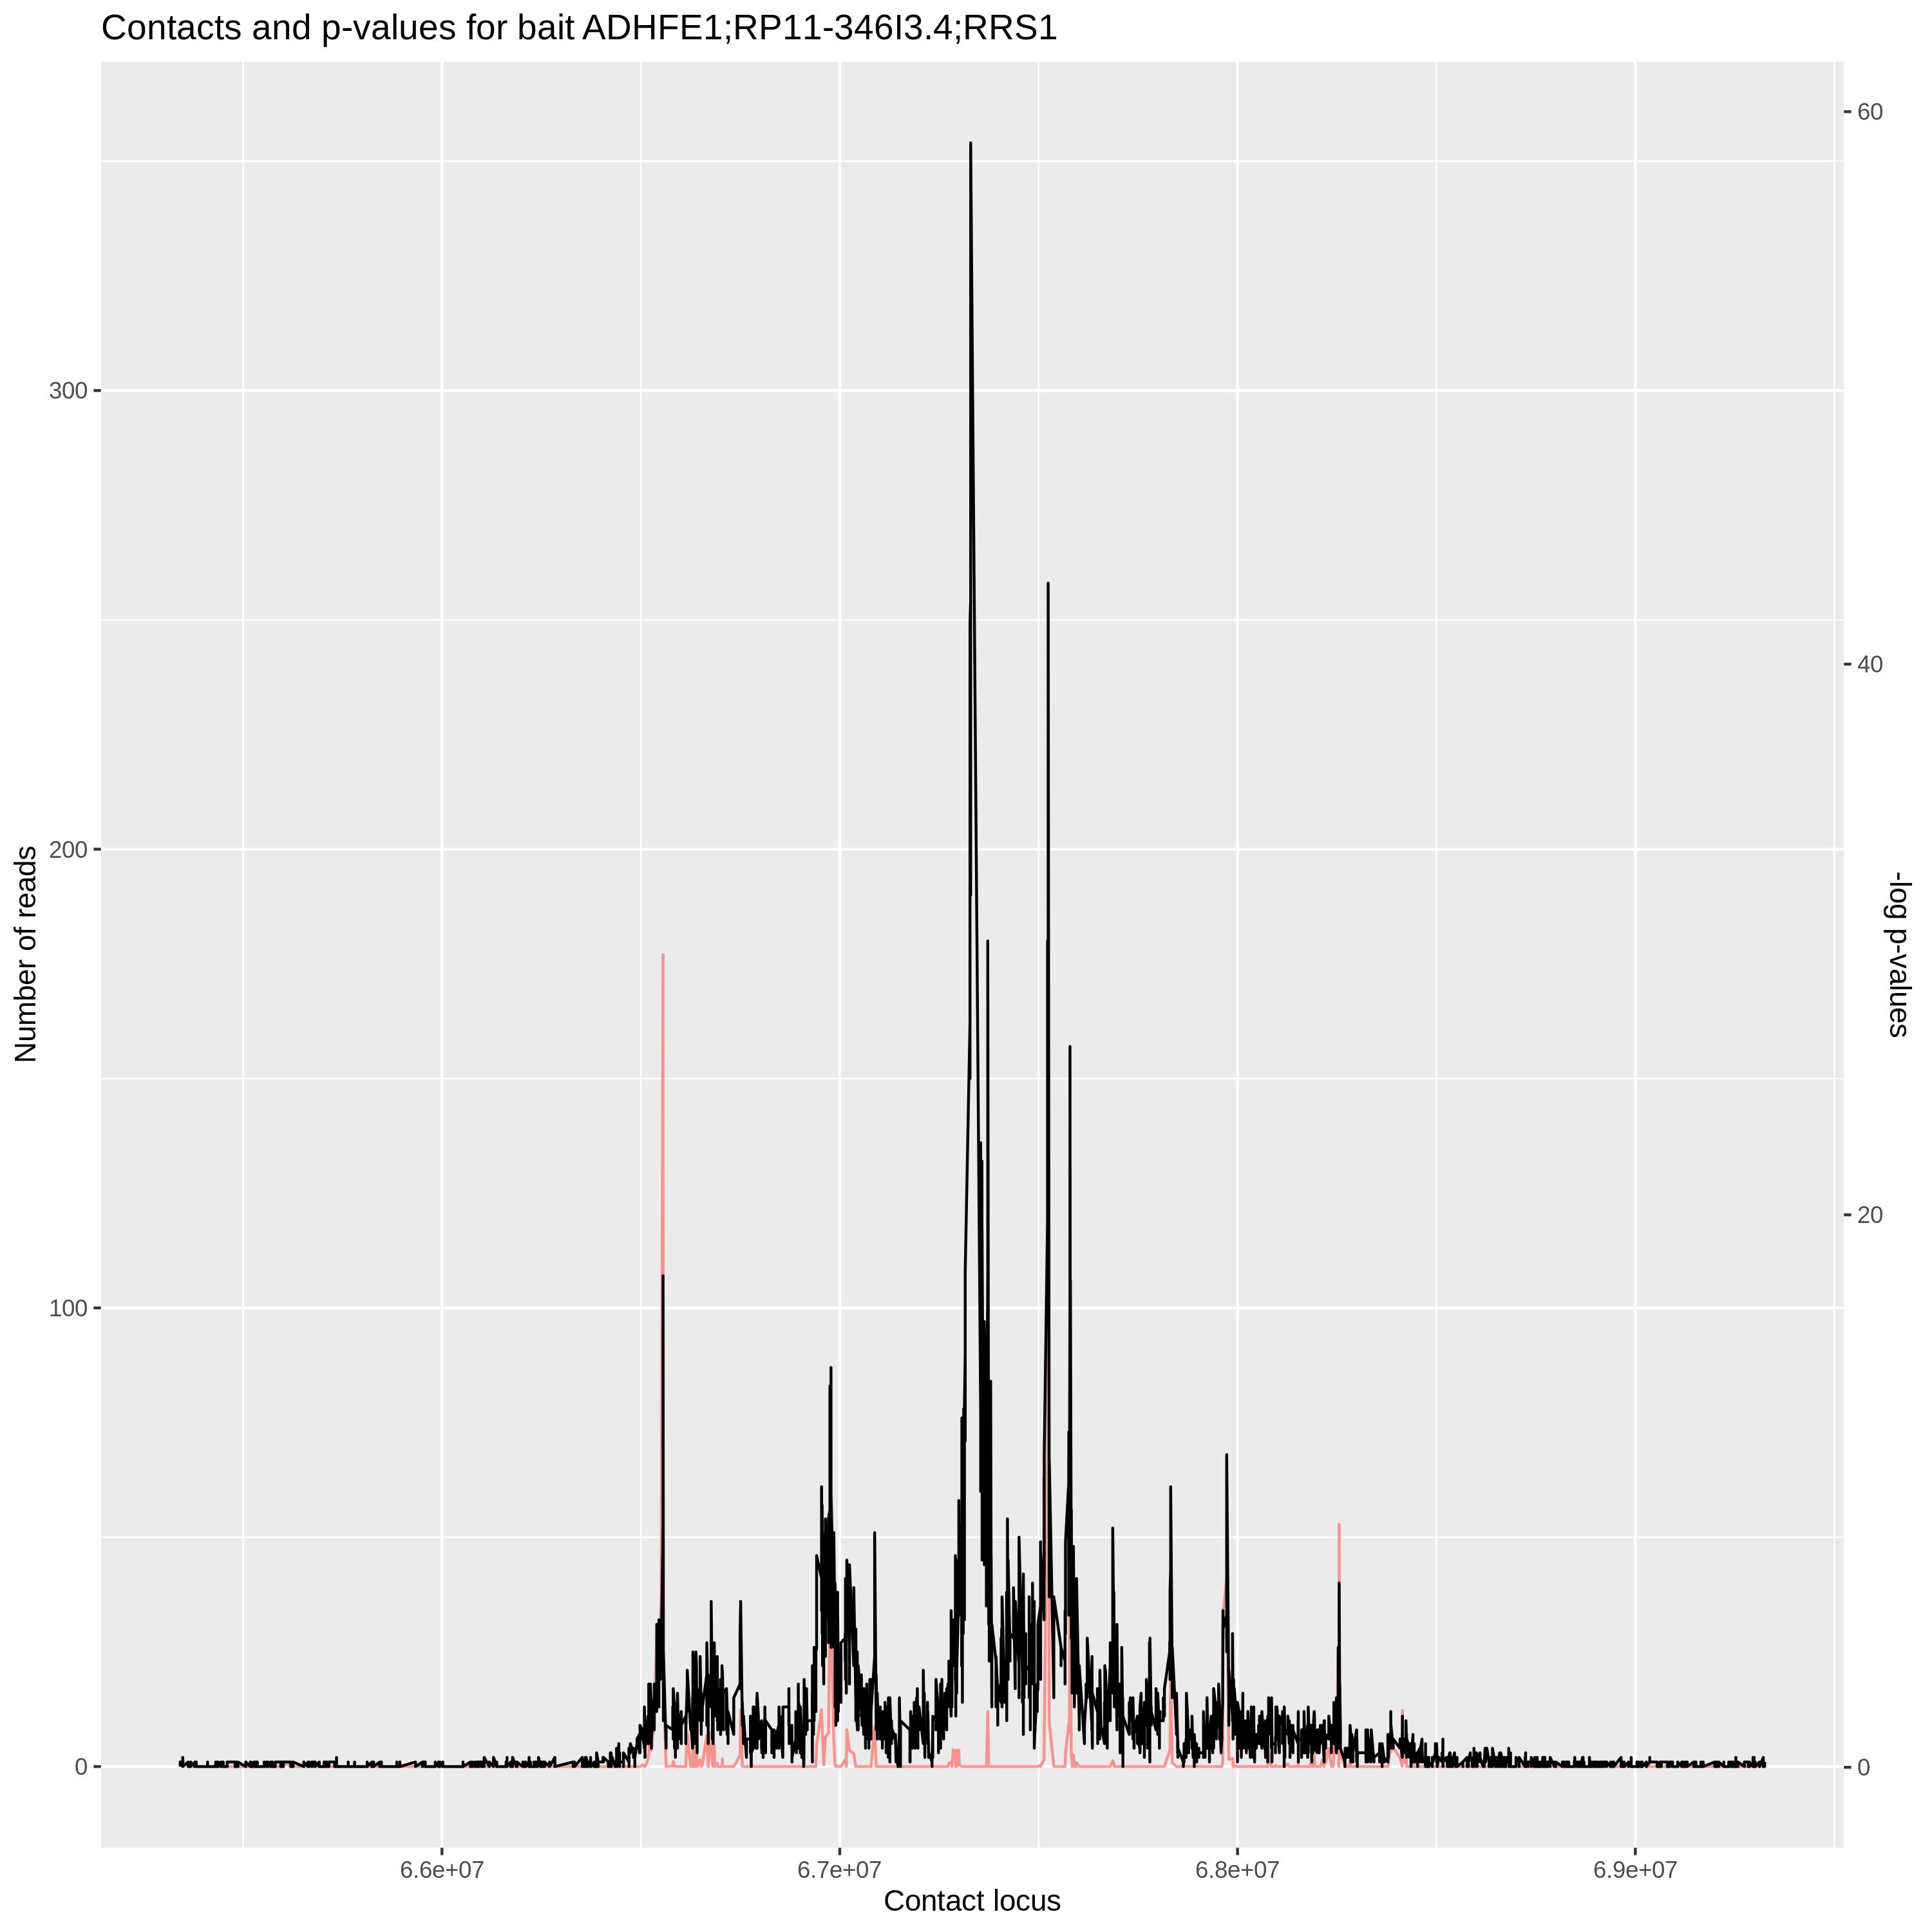 Contacts and p-values for bait ADHFE1;RP11-346I3.4;RRS1
60
300
40
200
Number of reads
-log p-values
20
100
0
0
6.6e+07 6.7e+07 6.8e+07 6.9e+07
Contact locus